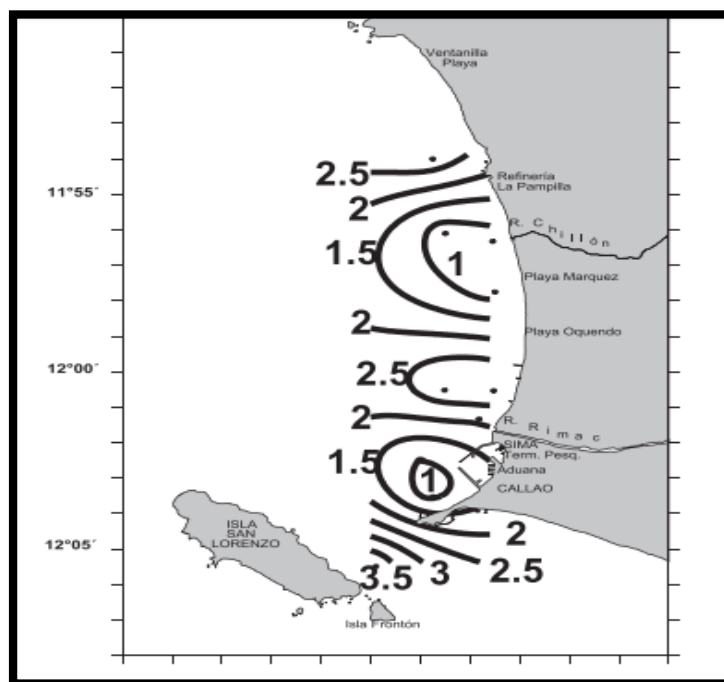 Ventanilla
Playa
2.5
11°55´
Refinería
La Pampilla
2
R. Chillón
1.5
1
Playa Marquez
2
Playa Oquendo
12°00´
2.5
2
R. Rimac
SIMA
1.5
Term. Pesq.
1
Aduana
CALLAO
ISLA
SAN
LORENZO
12°05´
2
3.5
3
2.5
Isla Frontón